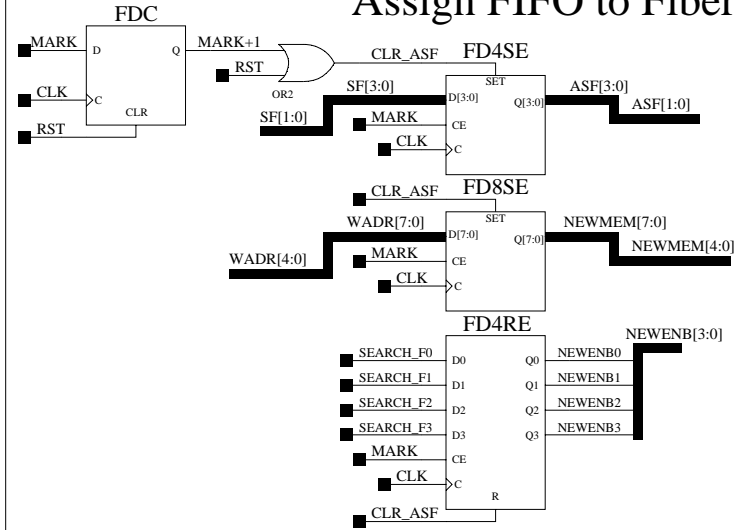 Assign FIFO to Fiber
FDC
MARK
D
Q
MARK+1
CLK
C
CLR
RST
RST
OR2
CLR_ASF
FD4SE
SET
SF[3:0]
SF[1:0]
D[3:0]
Q[3:0]
ASF[3:0]
ASF[1:0]
MARK
CE
CLK
C
CLR_ASF
FD8SE
SET
WADR[7:0]
WADR[4:0]
D[7:0]
Q[7:0]
NEWMEM[7:0]
NEWMEM[4:0]
MARK
CE
CLK
C
FD4RE
NEWENB[3:0]
SEARCH_F0
D0
Q0
NEWENB0
SEARCH_F1
D1
Q1
NEWENB1
SEARCH_F2
D2
Q2
NEWENB2
SEARCH_F3
D3
Q3
NEWENB3
MARK
CE
CLK
C
R
CLR_ASF